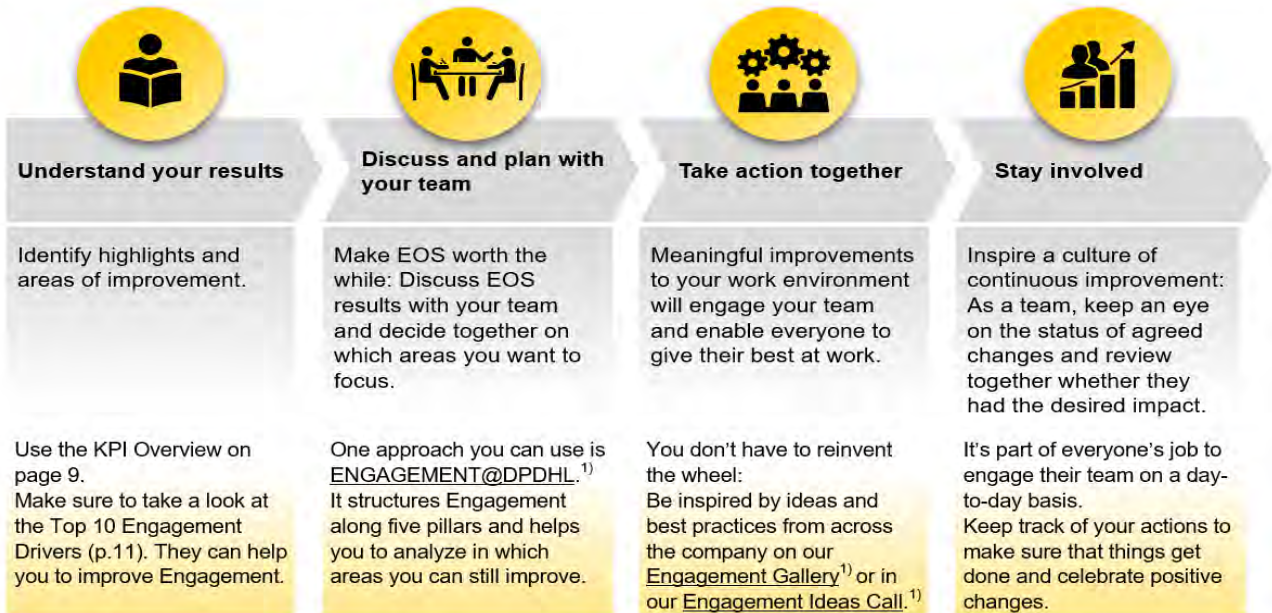 Understand your results
Identify highlights and
areas of improvement.
Use the KPI Overview on
page 9.
Make sure to take a look at
the Top 10 Engagement
Drivers (p.11). They can help
you to improve Engagement.
Discuss and plan with
your team
Make EOS worth the
while: Discuss EOS
results with your team
and decide together on
which areas you want to
focus.
One approach you can use is
ENGAGEMENT@DPDHL.1)
It structures Engagement
along five pillars and helps
you to analyze in which
areas you can still improve.
Take action together
Meaningful improvements
to your work environment
will engage your team
and enable everyone to
give their best at work.
You don’t have to reinvent
the wheel:
Be inspired by ideas and
best practices from across
the company on our
Engagement Gallery1) or in
our Engagement Ideas Call.1)
Stay involved
Inspire a culture of
continuous improvement:
As a team, keep an eye
on the status of agreed
changes and review
together whether they
had the desired impact.
It’s part of everyone’s job to
engage their team on a day-
to-day basis.
Keep track of your actions to
make sure that things get
done and celebrate positive
changes.